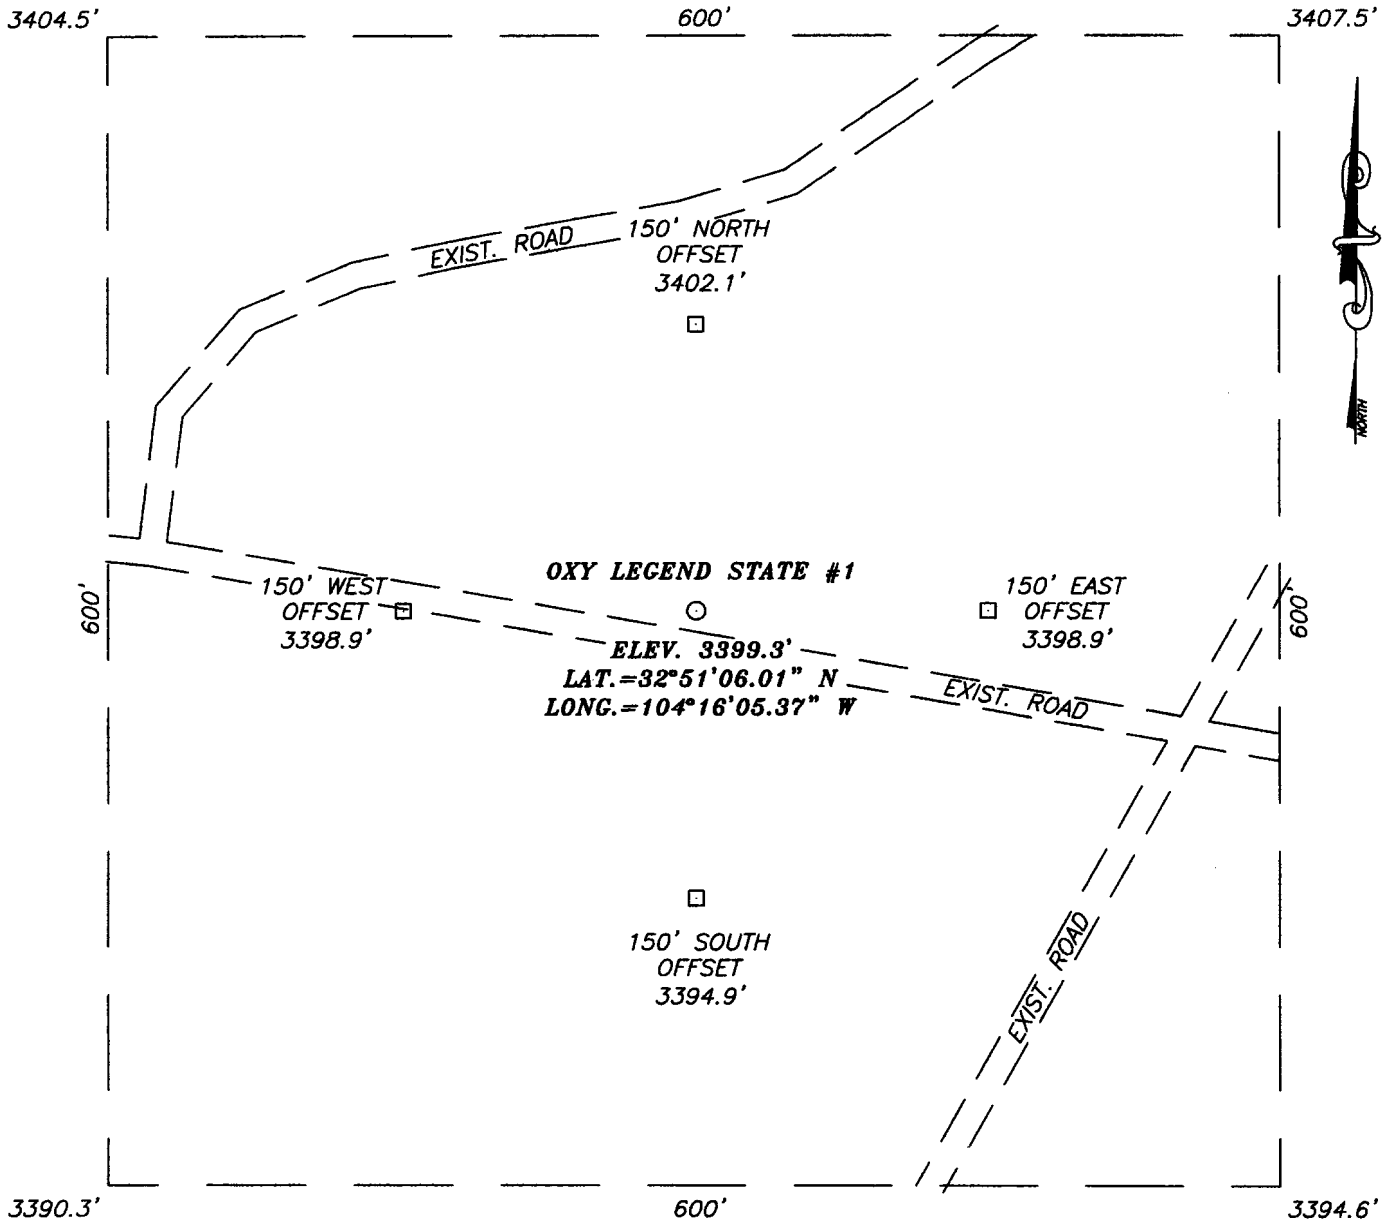 3404.5'
600'
3407.5'
NORTH
EXIST. ROAD
150' NORTH
OFFSET
3402.1'
600'
150' WEST
OFFSET
3398.9'
OXY LEGEND STATE #1
ELEV. 3399.3'
LAT.=32°51'06.01" N
LONG.=104°16'05.37" W
150' EAST
OFFSET
3398.9'
600'
EXIST. ROAD
150' SOUTH
OFFSET
3394.9'
EXIST. ROAD
3390.3'
600'
3394.6'